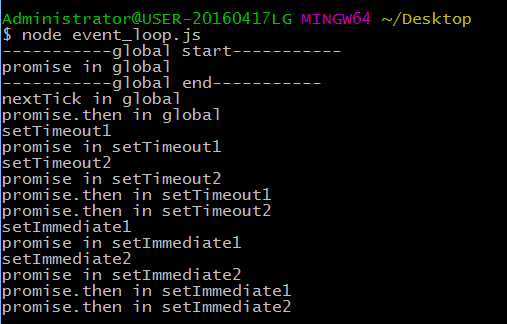 Administrator@USER-20160417LG MINGW64 ~/Desktop
$ node event_loop.js
-----------global start-----------
promise in global
-----------global end-----------
nextTick in global
promise.then in global
setTimeout1
promise in setTimeout1
setTimeout2
promise in setTimeout2
promise.then in setTimeout1
promise.then in setTimeout2
setImmediate1
promise in setImmediate1
setImmediate2
promise in setImmediate2
promise.then in setImmediate1
promise.then in setImmediate2